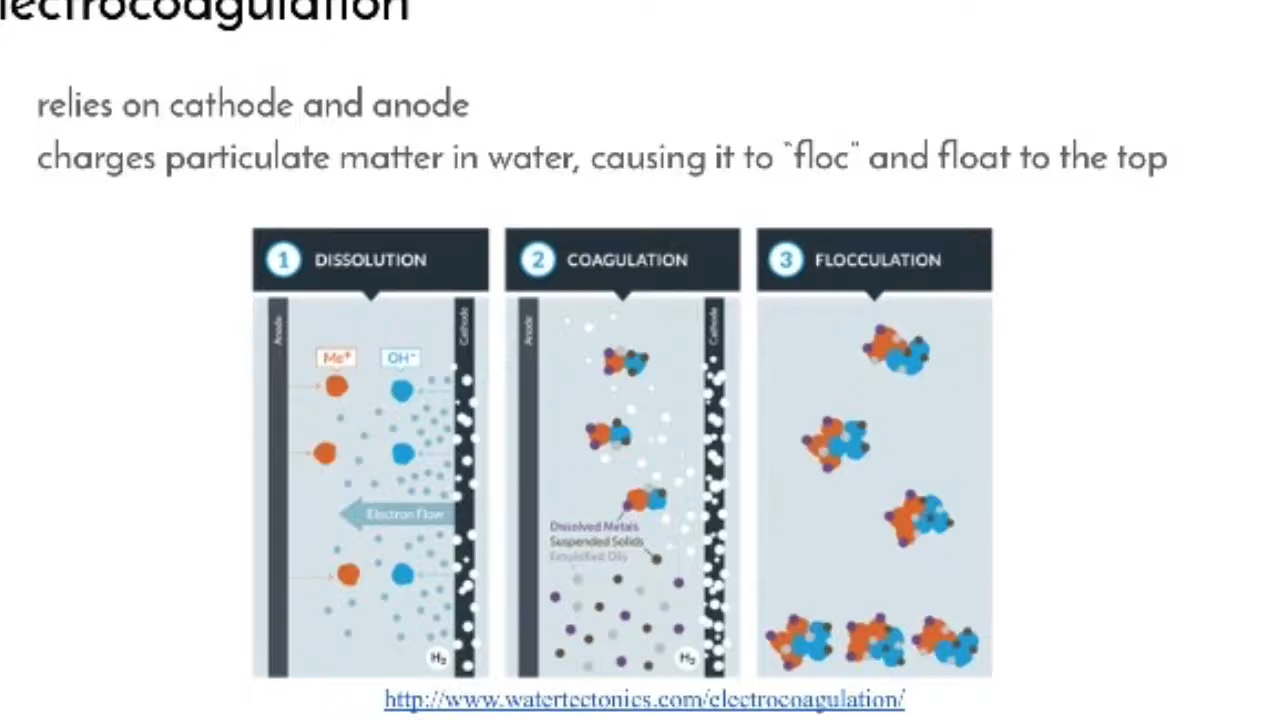 lectrocoagulation
relies on cathode and anode
charges particulate matter in water, causing it to "floc" and float to the top
1 DISSOLUTION
2 COAGULATION
3 FLOCCULATION
Anode
Cathode
Anode
Cathode
Me⁺
OH⁻
Electron Flow
Dissolved Metals
Suspended Solids
Emulsified Oils
H₂
H₂
http://www.watertectonics.com/electrocoagulation/